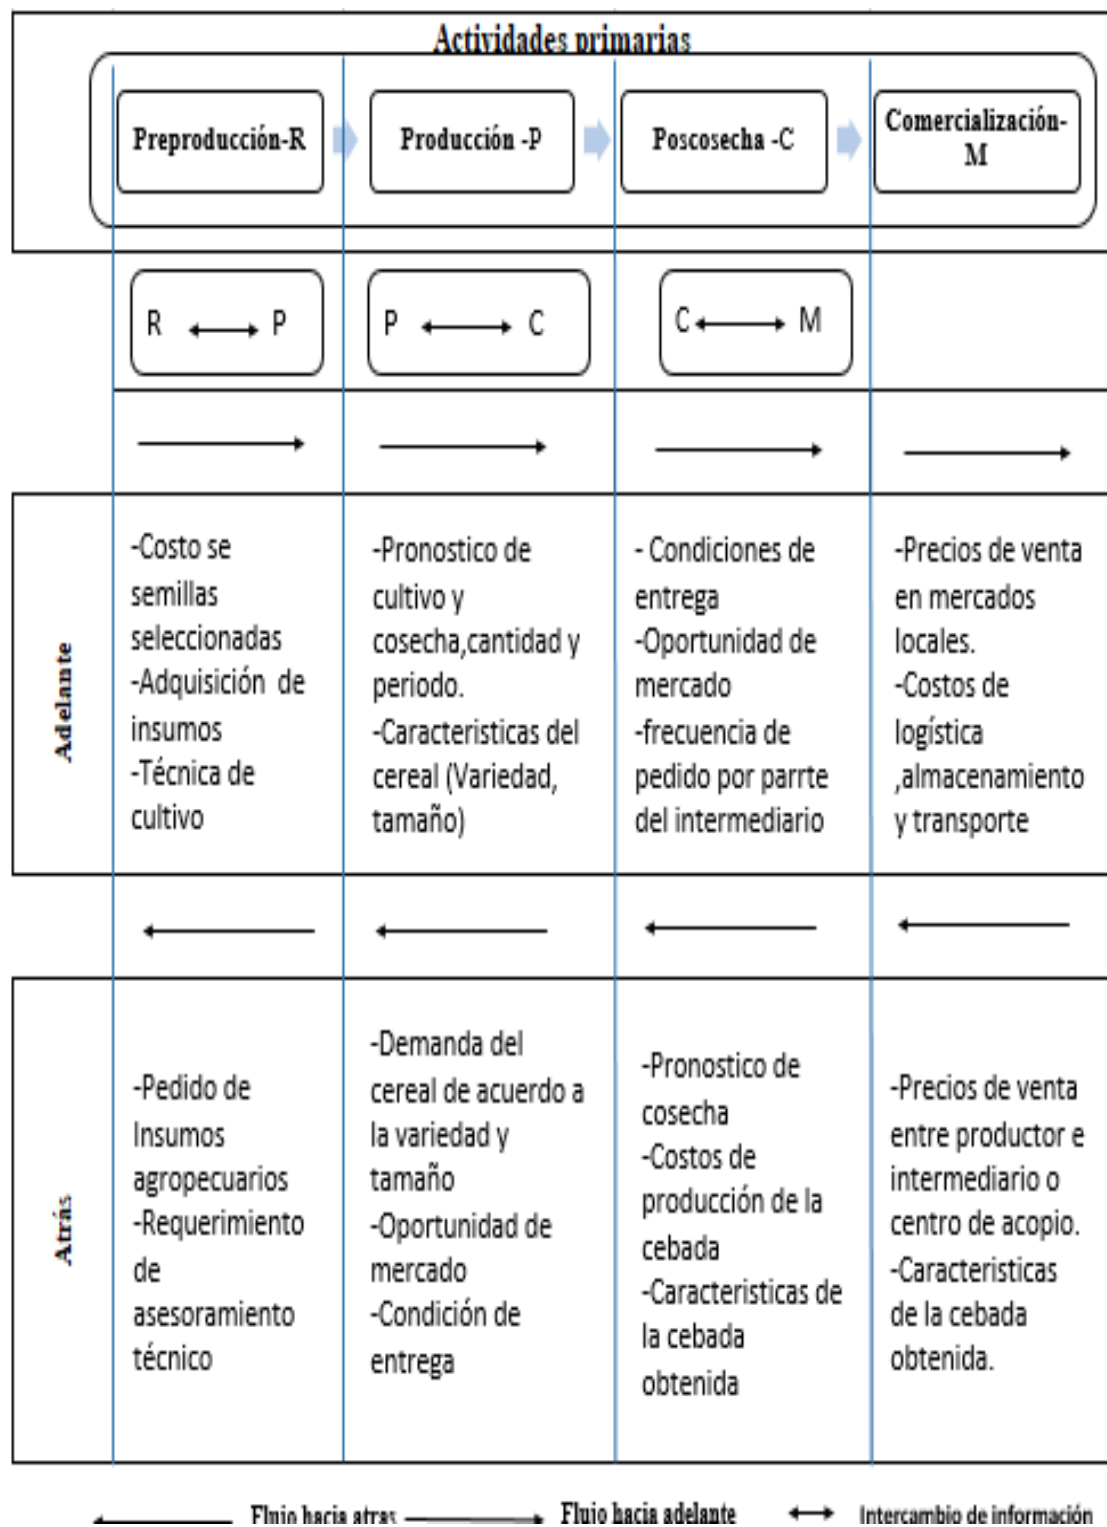 Actividades primarias
Preproducción-R
Producción -P
Poscosecha -C
Comercialización-
M
R P
P C
C M
Adelante
-Costo se
semillas
seleccionadas
-Adquisición de
insumos
-Técnica de
cultivo
-Pronostico de
cultivo y
cosecha,cantidad y
periodo.
-Caracteristicas del
cereal (Variedad,
tamaño)
- Condiciones de
entrega
-Oportunidad de
mercado
-frecuencia de
pedido por parrte
del intermediario
-Precios de venta
en mercados
locales.
-Costos de
logística
,almacenamiento
y transporte
Atrás
-Pedido de
Insumos
agropecuarios
-Requerimiento
de
asesoramiento
técnico
-Demanda del
cereal de acuerdo a
la variedad y
tamaño
-Oportunidad de
mercado
-Condición de
entrega
-Pronostico de
cosecha
-Costos de
producción de la
cebada
-Caracteristicas de
la cebada
obtenida
-Precios de venta
entre productor e
intermediario o
centro de acopio.
-Caracteristicas
de la cebada
obtenida.
Flujo hacia atras
Flujo hacia adelante
Intercambio de información